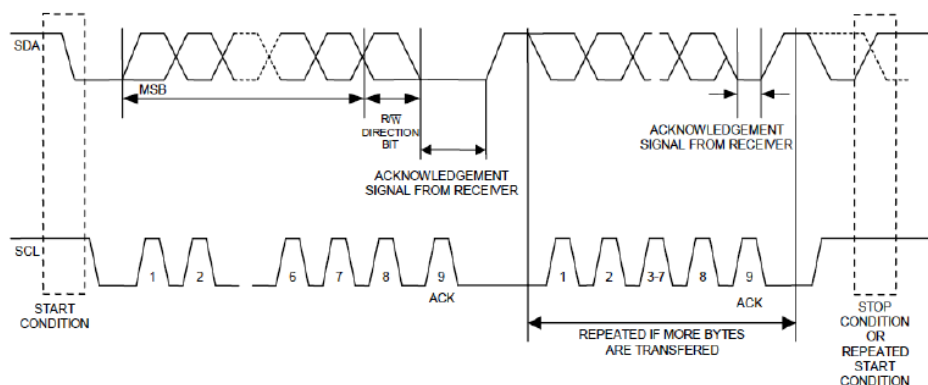 SDA
MSB
R/W
DIRECTION
BIT
ACKNOWLEDGEMENT
SIGNAL FROM RECEIVER
ACKNOWLEDGEMENT
SIGNAL FROM RECEIVER
SCL
1
2
6
7
8
9
1
2
3-7
8
9
ACK
ACK
START
CONDITION
REPEATED IF MORE BYTES
ARE TRANSFERED
STOP
CONDITION
OR
REPEATED
START
CONDITION